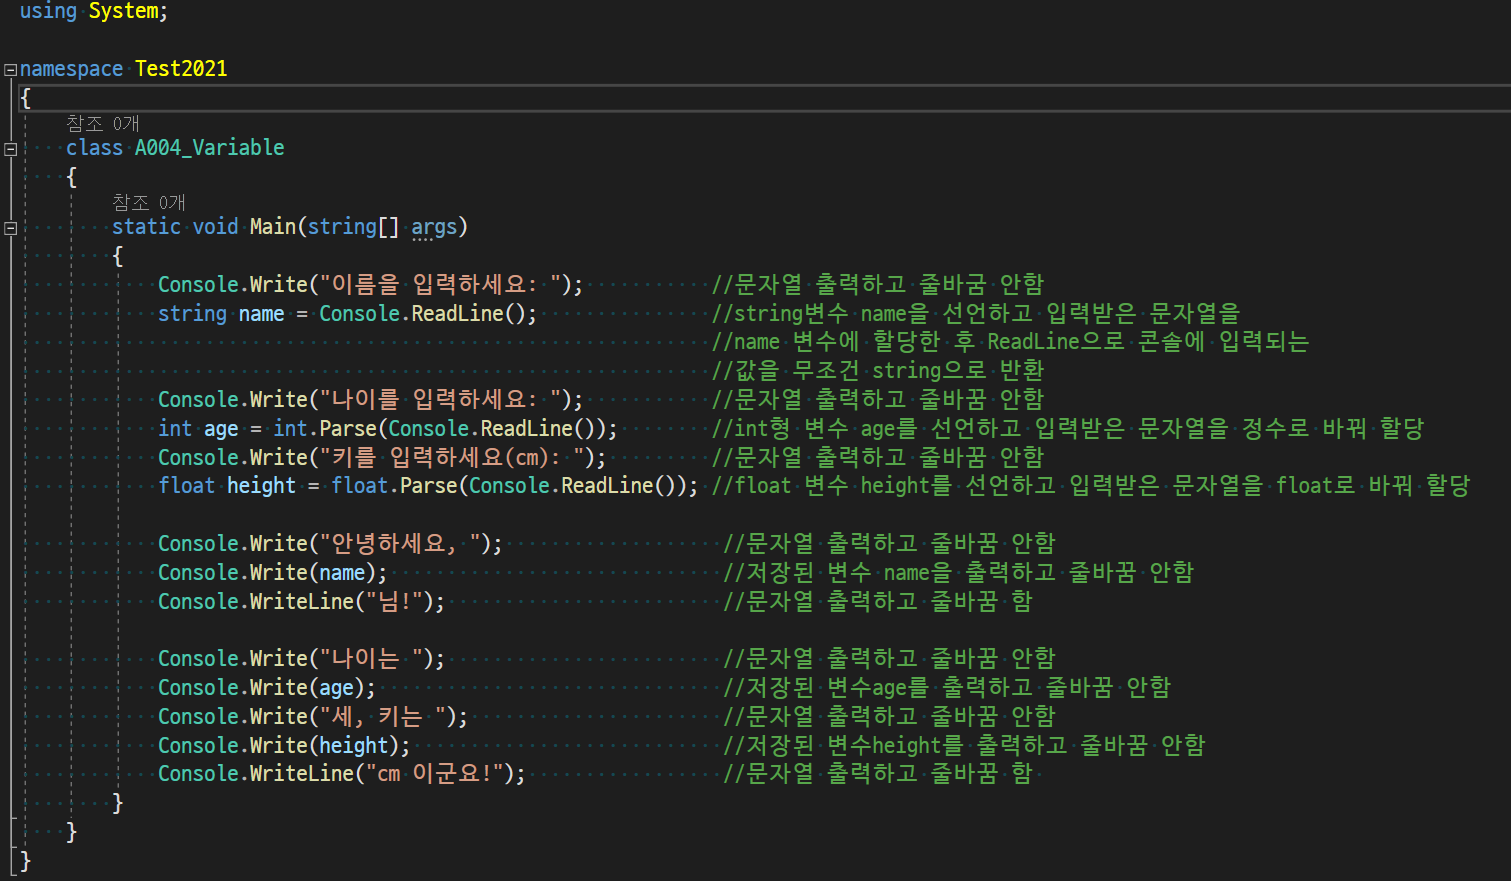 using System;
namespace Test2021
{
참조 0개
class A004_Variable
{
참조 0개
static void Main(string[] args)
{
Console.Write("이름을 입력하세요: "); //문자열 출력하고 줄바굼 안함
string name = Console.ReadLine(); //string변수 name을 선언하고 입력받은 문자열을
//name 변수에 할당한 후 ReadLine으로 콘솔에 입력되는
//값을 무조건 string으로 반환
Console.Write("나이를 입력하세요: "); //문자열 출력하고 줄바꿈 안함
int age = int.Parse(Console.ReadLine()); //int형 변수 age를 선언하고 입력받은 문자열을 정수로 바꿔 할당
Console.Write("키를 입력하세요(cm): "); //문자열 출력하고 줄바꿈 안함
float height = float.Parse(Console.ReadLine()); //float 변수 height를 선언하고 입력받은 문자열을 float로 바꿔 할당
Console.Write("안녕하세요, "); //문자열 출력하고 줄바꿈 안함
Console.Write(name); //저장된 변수 name을 출력하고 줄바꿈 안함
Console.WriteLine("님!"); //문자열 출력하고 줄바꿈 함
Console.Write("나이는 "); //문자열 출력하고 줄바꿈 안함
Console.Write(age); //저장된 변수age를 출력하고 줄바꿈 안함
Console.Write("세, 키는 "); //문자열 출력하고 줄바꿈 안함
Console.Write(height); //저장된 변수height를 출력하고 줄바꿈 안함
Console.WriteLine("cm 이군요!"); //문자열 출력하고 줄바꿈 함
}
}
}